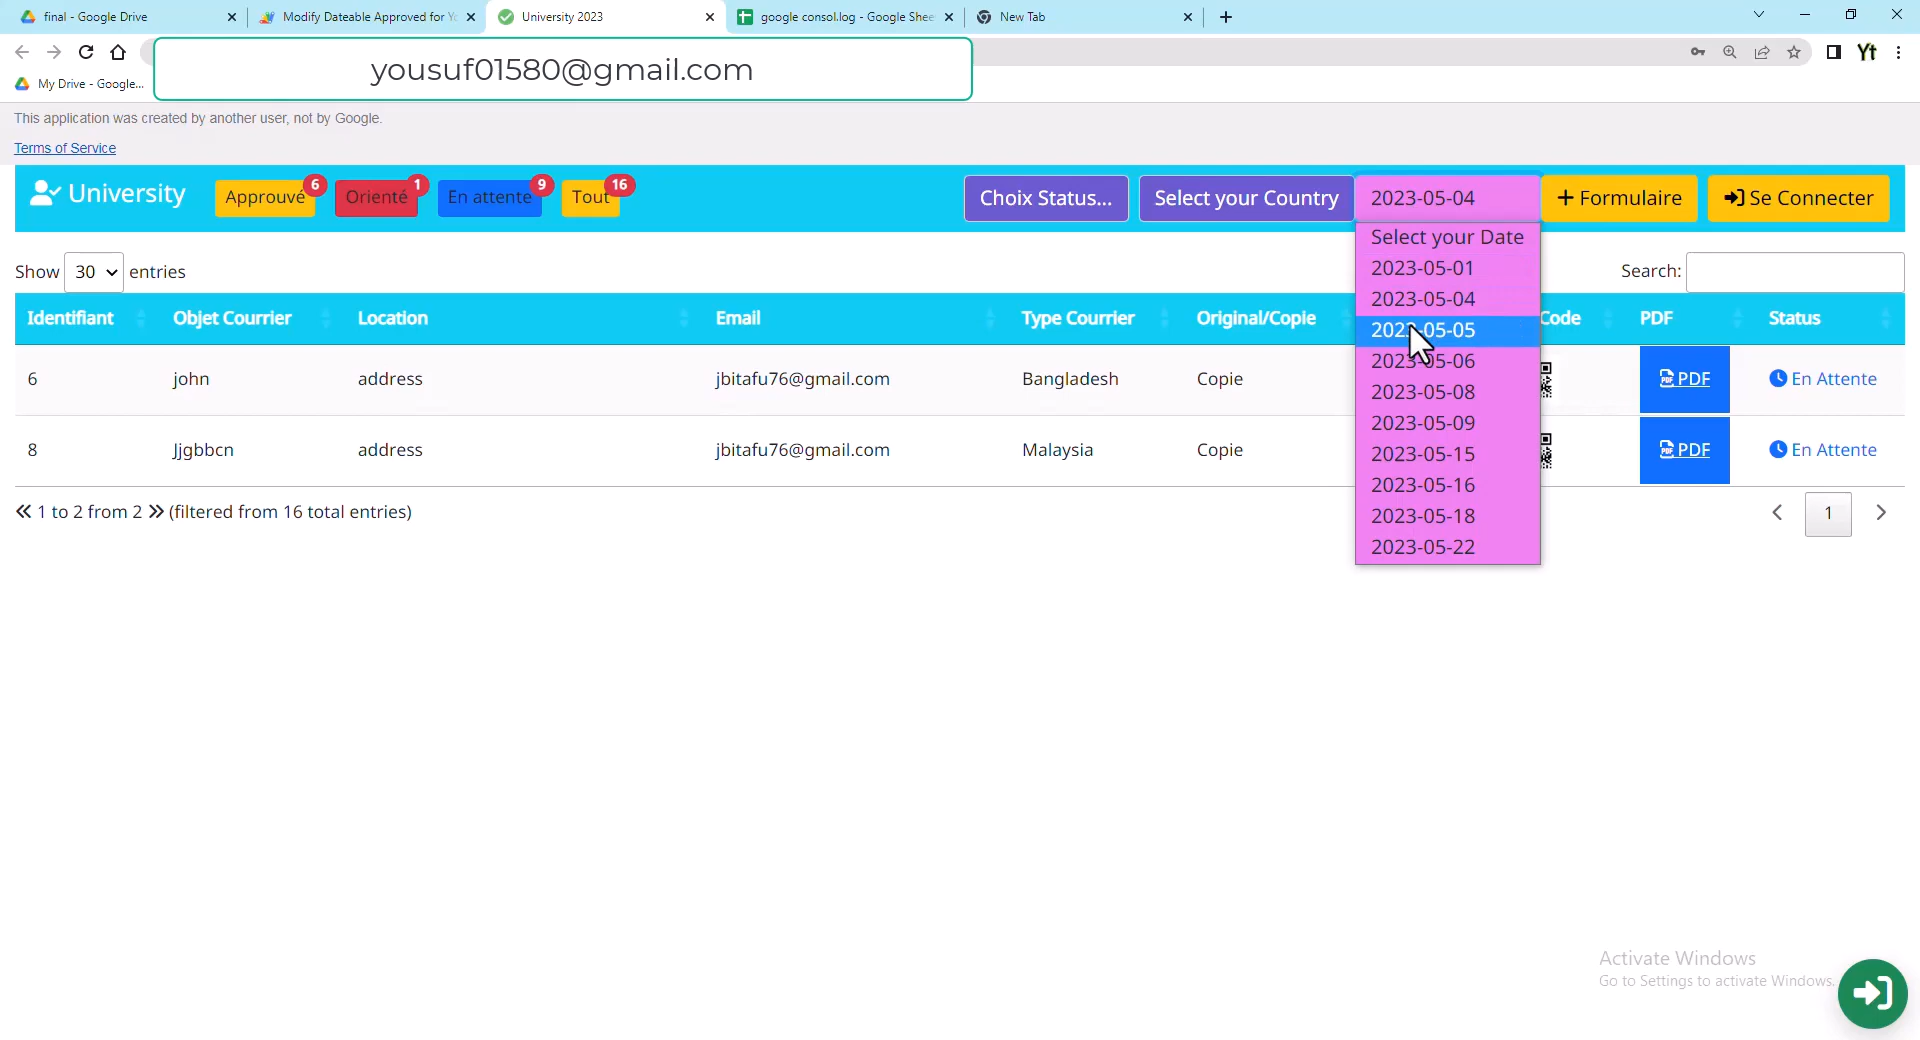 final - Google Drive
Modify Dateable Approved for Yo
University 2023
google consol.log - Google Shee
New Tab
yousuf01580@gmail.com
Yt
My Drive - Google...
This application was created by another user, not by Google.
Terms of Service
University
Approuvé 6
Orienté 1
En attente 9
Tout 16
Choix Status...
Select your Country
2023-05-04
+ Formulaire
Se Connecter
Select your Date
2023-05-01
2023-05-04
2023-05-05
2023-05-06
2023-05-08
2023-05-09
2023-05-15
2023-05-16
2023-05-18
2023-05-22
Show 30 entries
Search:
Identifiant Objet Courrier Location Email Type Courrier Original/Copie Code PDF Status
6 john address jbitafu76@gmail.com Bangladesh Copie PDF En Attente
8 Jjgbbcn address jbitafu76@gmail.com Malaysia Copie PDF En Attente
« 1 to 2 from 2 » (filtered from 16 total entries)
< 1 >
Activate Windows
Go to Settings to activate Windows.